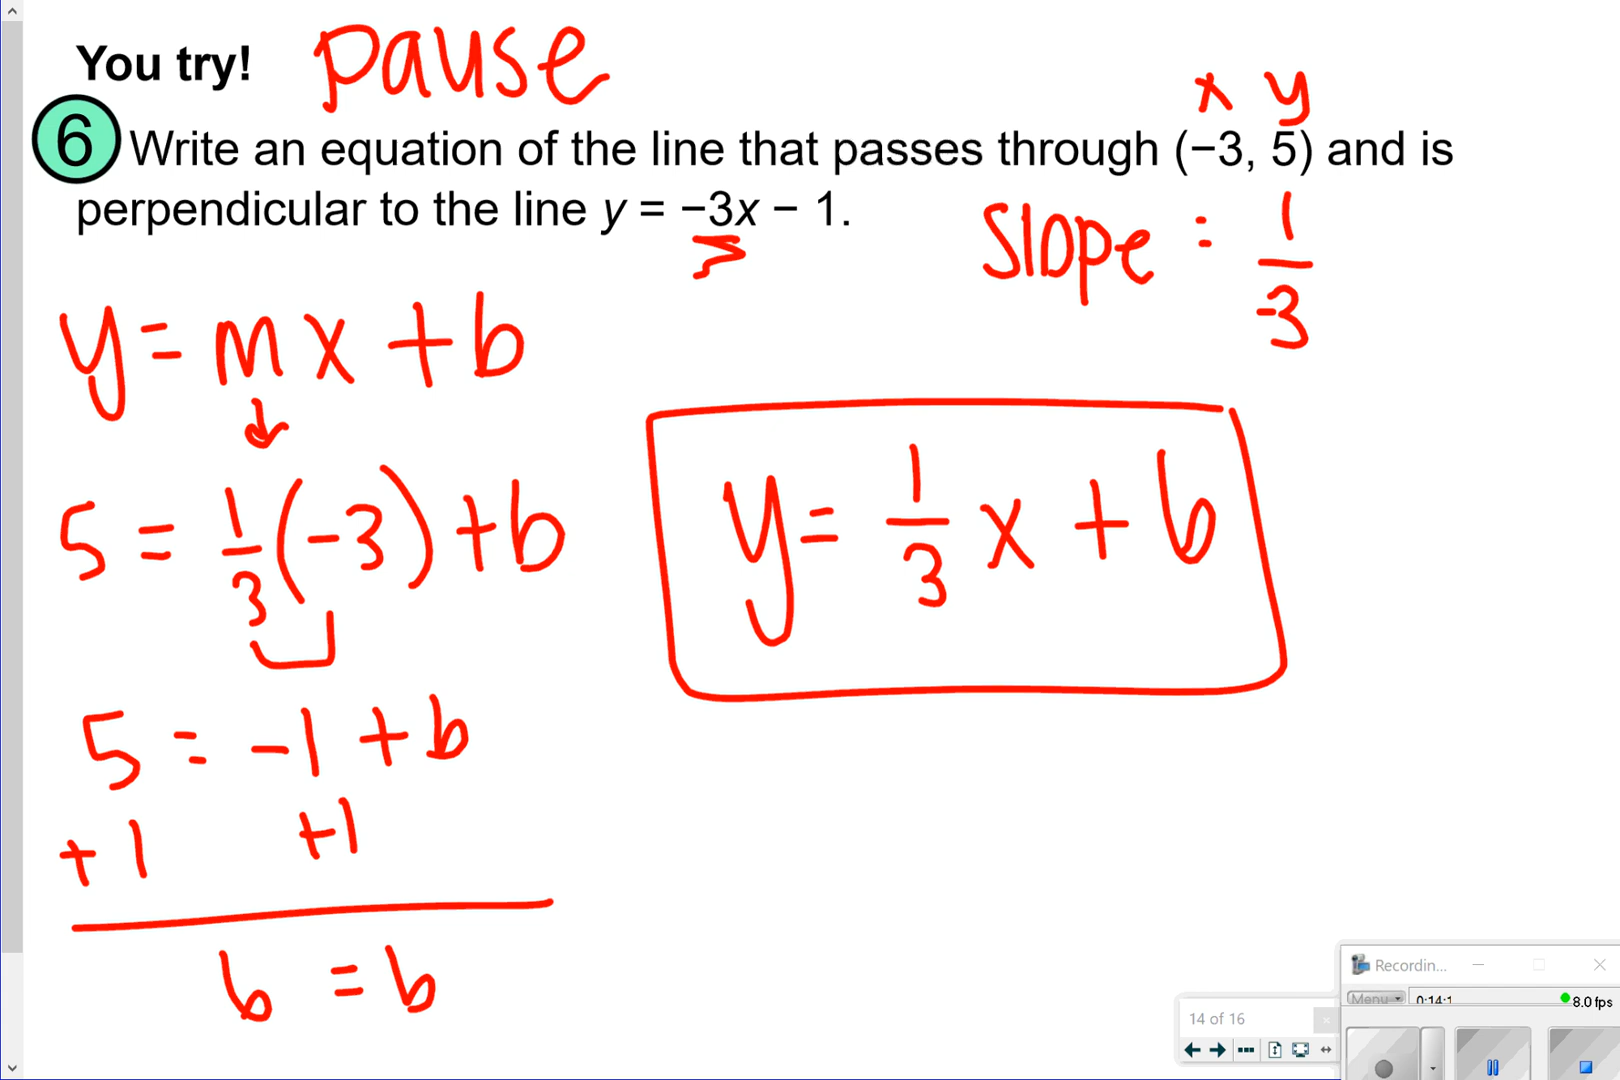 You try! pause
x y
6 Write an equation of the line that passes through (−3, 5) and is
perpendicular to the line y = −3x − 1.
slope = 1/-3
y = mx + b
5 = 1/3 (-3) + b
y = 1/3 x + 6
5 = -1 + b
+1 +1
6 = b
Recordin...
Menu 0:14:1 8.0 fps
14 of 16